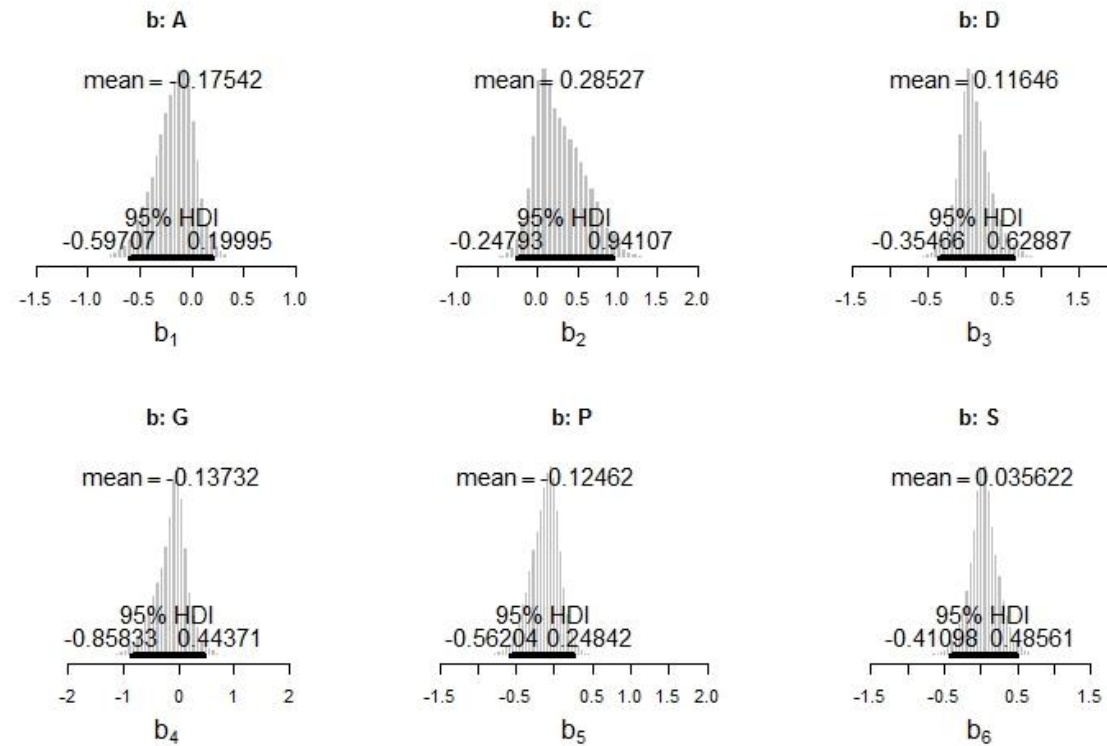 b: A
mean = -0.17542
95% HDI
-0.59707 0.19995
-1.5 -1.0 -0.5 0.0 0.5 1.0
b₁
b: C
mean = 0.28527
95% HDI
-0.24793 0.94107
-1.0 0.0 0.5 1.0 1.5 2.0
b₂
b: D
mean = 0.11646
95% HDI
-0.35466 0.62887
-1.5 -0.5 0.5 1.5
b₃
b: G
mean = -0.13732
95% HDI
-0.85833 0.44371
-2 -1 0 1 2
b₄
b: P
mean = -0.12462
95% HDI
-0.56204 0.24842
-1.5 -0.5 0.5 1.0 1.5 2.0
b₅
b: S
mean = 0.035622
95% HDI
-0.41098 0.48561
-1.5 -0.5 0.5 1.5
b₆